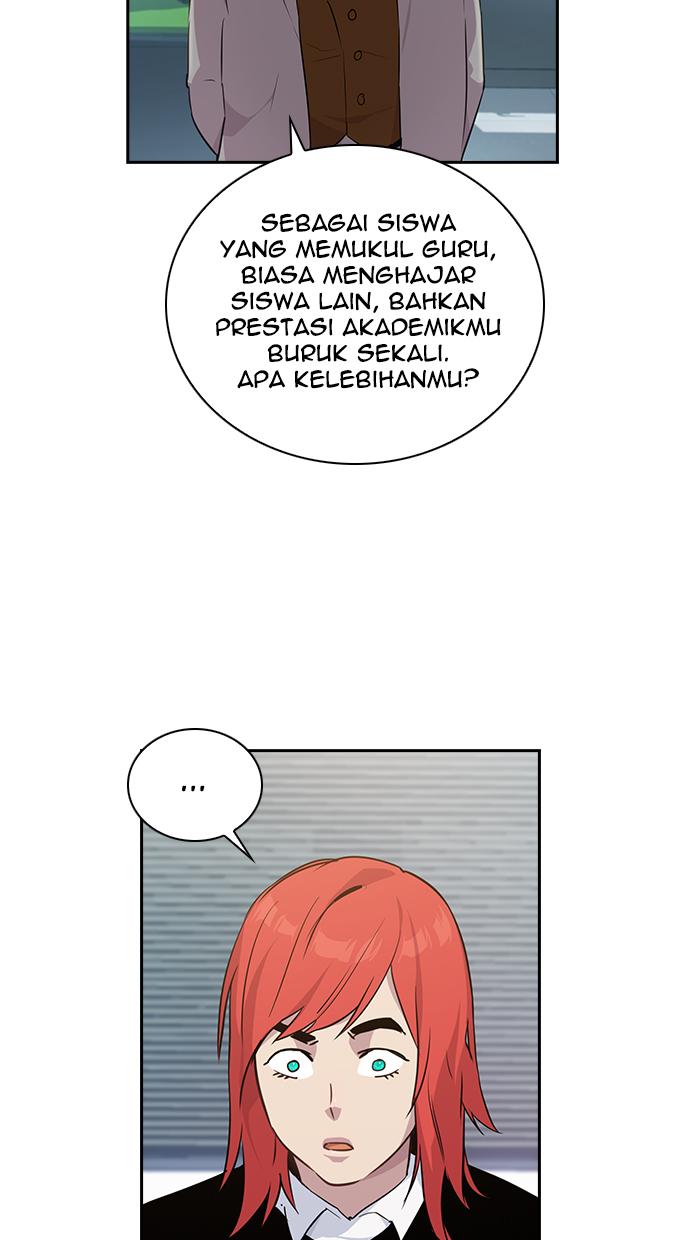 SEBAGAI SISWA
YANG MEMUKUL GURU,
BIASA MENGHAJAR
SISWA LAIN, BAHKAN
PRESTASI AKADEMIKMU
BURUK SEKALI.
APA KELEBIHANMU?
...